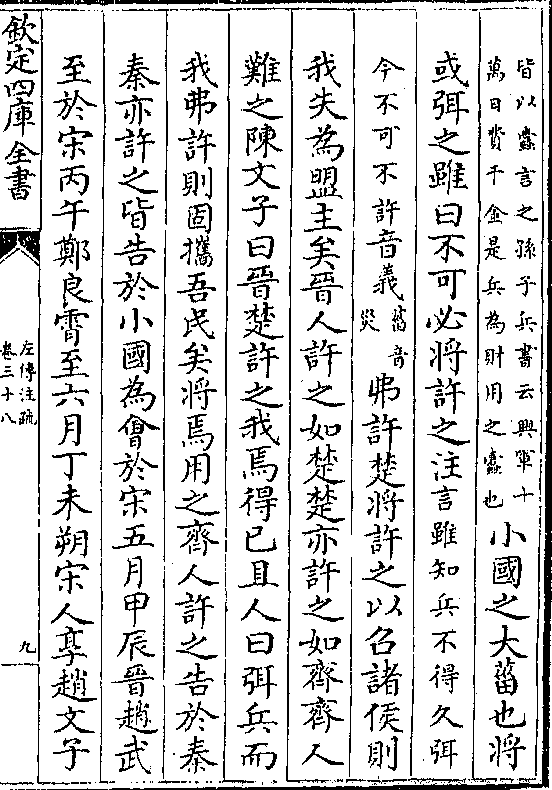 皆以蠹言之孫子兵書云興軍十
萬日費千金是兵為財用之蠹也
小國之大菑也將
或弭之雖曰不可必將許之注言雖知兵不得久弭
今不可不許音義菑音
災
弗許楚將許之以召諸侯則
我失為盟主矣晉人許之如楚楚亦許之如齊齊人
難之陳文子曰晉楚許之我焉得已且人曰弭兵而
我弗許則固攜吾民矣將焉用之齊人許之告於秦
秦亦許之皆告於小國為會於宋五月甲辰晉趙武
至於宋丙午鄭良霄至六月丁未朔宋人享趙文子
欽定四庫全書
左傳注疏
卷三十八
九